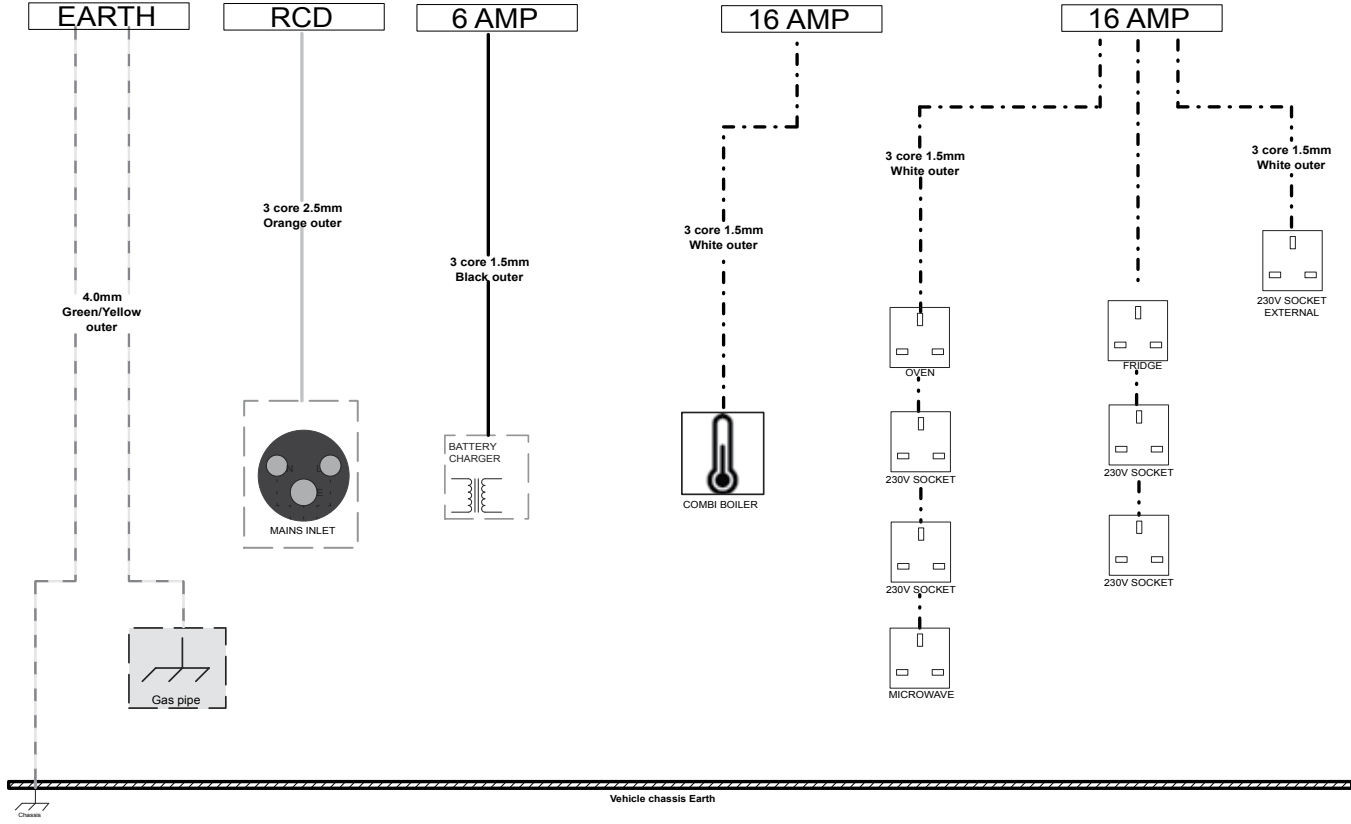 EARTH
RCD
6 AMP
16 AMP
16 AMP
3 core 1.5mm
White outer
3 core 1.5mm
White outer
3 core 2.5mm
Orange outer
3 core 1.5mm
White outer
3 core 1.5mm
Black outer
4.0mm
Green/Yellow
outer
230V SOCKET
EXTERNAL
OVEN
FRIDGE
BATTERY
CHARGER
N
L
E
MAINS INLET
COMBI BOILER
230V SOCKET
230V SOCKET
230V SOCKET
230V SOCKET
MICROWAVE
Gas pipe
Vehicle chassis Earth
Chassis